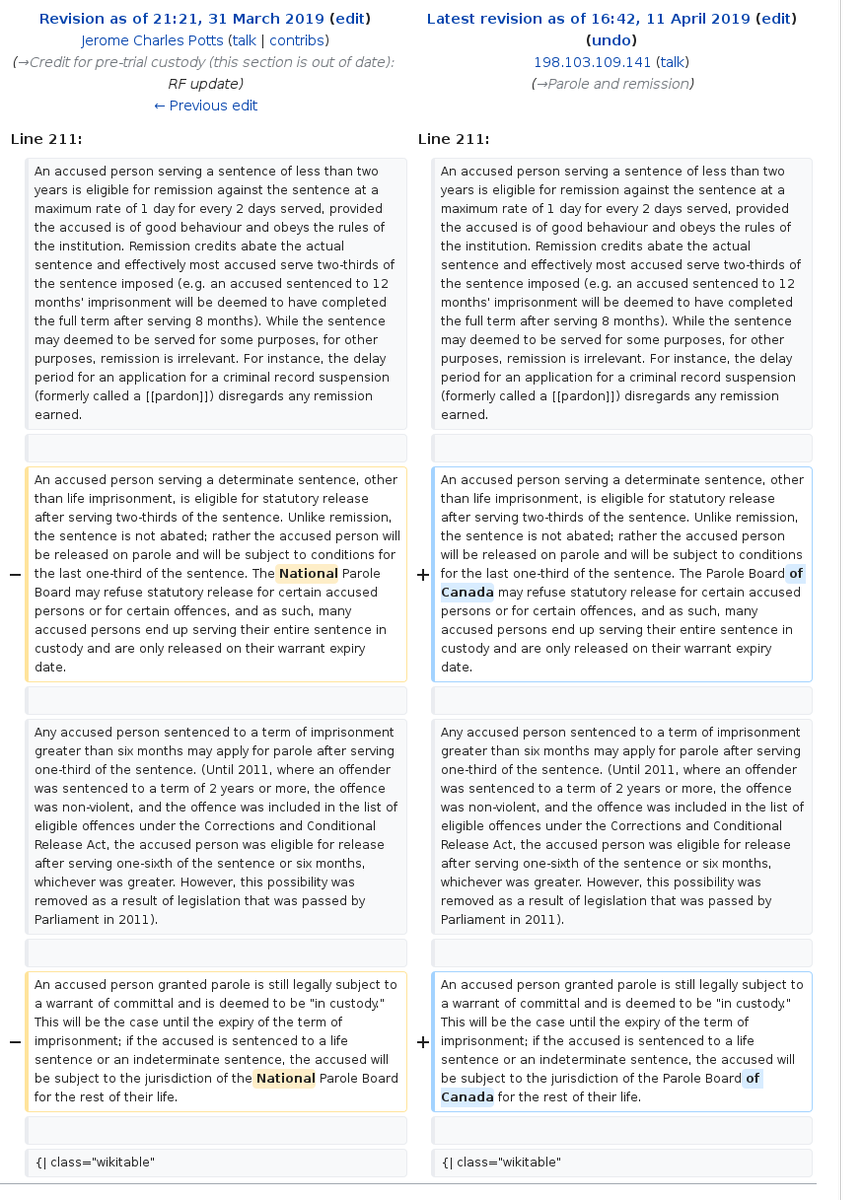 Revision as of 21:21, 31 March 2019 (edit)
Jerome Charles Potts (talk | contribs)
(→Credit for pre-trial custody (this section is out of date):
RF update)
← Previous edit
Latest revision as of 16:42, 11 April 2019 (edit)
(undo)
198.103.109.141 (talk)
(→Parole and remission)
Line 211:
Line 211:
An accused person serving a sentence of less than two
years is eligible for remission against the sentence at a
maximum rate of 1 day for every 2 days served, provided
the accused is of good behaviour and obeys the rules of
the institution. Remission credits abate the actual
sentence and effectively most accused serve two-thirds of
the sentence imposed (e.g. an accused sentenced to 12
months' imprisonment will be deemed to have completed
the full term after serving 8 months). While the sentence
may deemed to be served for some purposes, for other
purposes, remission is irrelevant. For instance, the delay
period for an application for a criminal record suspension
(formerly called a [[pardon]]) disregards any remission
earned.
An accused person serving a sentence of less than two
years is eligible for remission against the sentence at a
maximum rate of 1 day for every 2 days served, provided
the accused is of good behaviour and obeys the rules of
the institution. Remission credits abate the actual
sentence and effectively most accused serve two-thirds of
the sentence imposed (e.g. an accused sentenced to 12
months' imprisonment will be deemed to have completed
the full term after serving 8 months). While the sentence
may deemed to be served for some purposes, for other
purposes, remission is irrelevant. For instance, the delay
period for an application for a criminal record suspension
(formerly called a [[pardon]]) disregards any remission
earned.
−
An accused person serving a determinate sentence, other
than life imprisonment, is eligible for statutory release
after serving two-thirds of the sentence. Unlike remission,
the sentence is not abated; rather the accused person will
be released on parole and will be subject to conditions for
the last one-third of the sentence. The National Parole
Board may refuse statutory release for certain accused
persons or for certain offences, and as such, many
accused persons end up serving their entire sentence in
custody and are only released on their warrant expiry
date.
+
An accused person serving a determinate sentence, other
than life imprisonment, is eligible for statutory release
after serving two-thirds of the sentence. Unlike remission,
the sentence is not abated; rather the accused person
will be released on parole and will be subject to conditions
for the last one-third of the sentence. The Parole Board of
Canada may refuse statutory release for certain accused
persons or for certain offences, and as such, many
accused persons end up serving their entire sentence in
custody and are only released on their warrant expiry
date.
Any accused person sentenced to a term of imprisonment
greater than six months may apply for parole after serving
one-third of the sentence. (Until 2011, where an offender
was sentenced to a term of 2 years or more, the offence
was non-violent, and the offence was included in the list of
eligible offences under the Corrections and Conditional
Release Act, the accused person was eligible for release
after serving one-sixth of the sentence or six months,
whichever was greater. However, this possibility was
removed as a result of legislation that was passed by
Parliament in 2011).
Any accused person sentenced to a term of imprisonment
greater than six months may apply for parole after serving
one-third of the sentence. (Until 2011, where an offender
was sentenced to a term of 2 years or more, the offence
was non-violent, and the offence was included in the list of
eligible offences under the Corrections and Conditional
Release Act, the accused person was eligible for release
after serving one-sixth of the sentence or six months,
whichever was greater. However, this possibility was
removed as a result of legislation that was passed by
Parliament in 2011).
−
An accused person granted parole is still legally subject to
a warrant of committal and is deemed to be "in custody."
This will be the case until the expiry of the term of
imprisonment; if the accused is sentenced to a life
sentence or an indeterminate sentence, the accused will
be subject to the jurisdiction of the National Parole Board
for the rest of their life.
+
An accused person granted parole is still legally subject to
a warrant of committal and is deemed to be "in custody."
This will be the case until the expiry of the term of
imprisonment; if the accused is sentenced to a life
sentence or an indeterminate sentence, the accused will
be subject to the jurisdiction of the Parole Board of
Canada for the rest of their life.
{| class="wikitable"
{| class="wikitable"